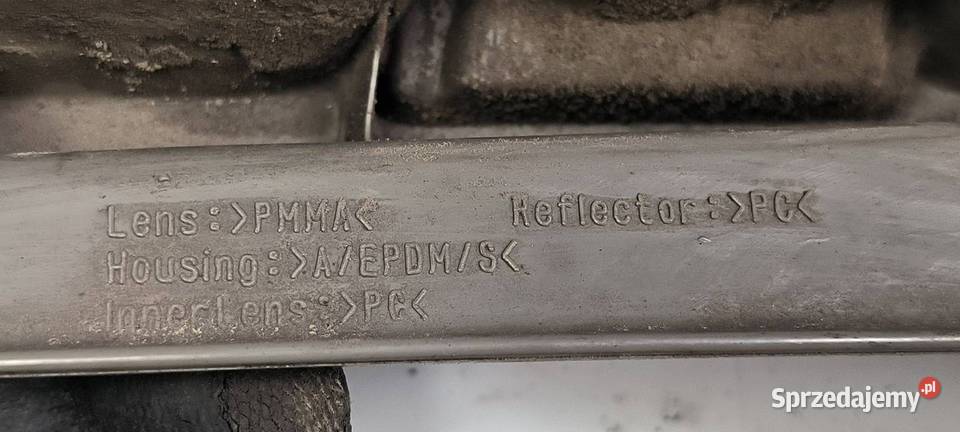 Lens:>PMMA< Reflector:>PC<
Housing:>A/EPDM/S<
InnerLens:>PC<
Sprzedajemy.pl